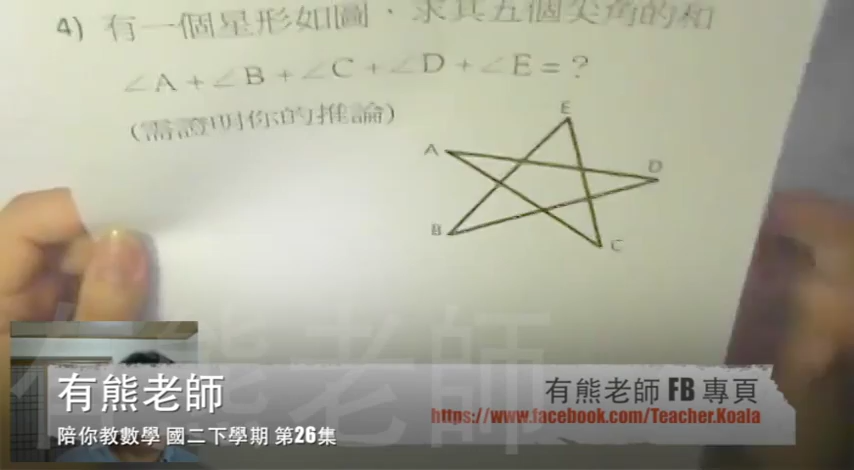 4) 有一個星形如圖，求其五個尖角的和
∠A+∠B+∠C+∠D+∠E=?
(需證明你的推論)
E
A
D
B
C
有熊老師
有熊老師
陪你教數學 國二下學期 第26集
有熊老師 FB 專頁
https://www.facebook.com/Teacher.Koala